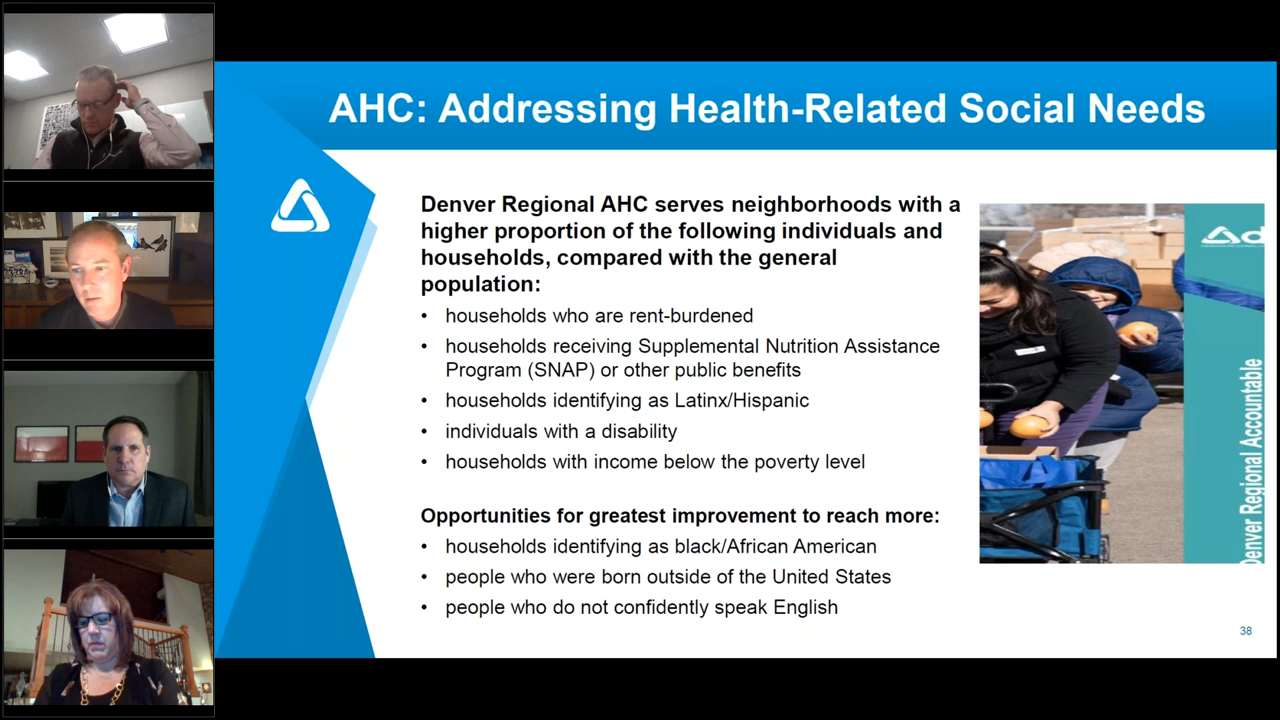 AHC: Addressing Health-Related Social Needs
Denver Regional AHC serves neighborhoods with a
higher proportion of the following individuals and
households, compared with the general
population:
• households who are rent-burdened
• households receiving Supplemental Nutrition Assistance
Program (SNAP) or other public benefits
• households identifying as Latinx/Hispanic
• individuals with a disability
• households with income below the poverty level
Opportunities for greatest improvement to reach more:
• households identifying as black/African American
• people who were born outside of the United States
• people who do not confidently speak English
Denver Regional Accountable
38